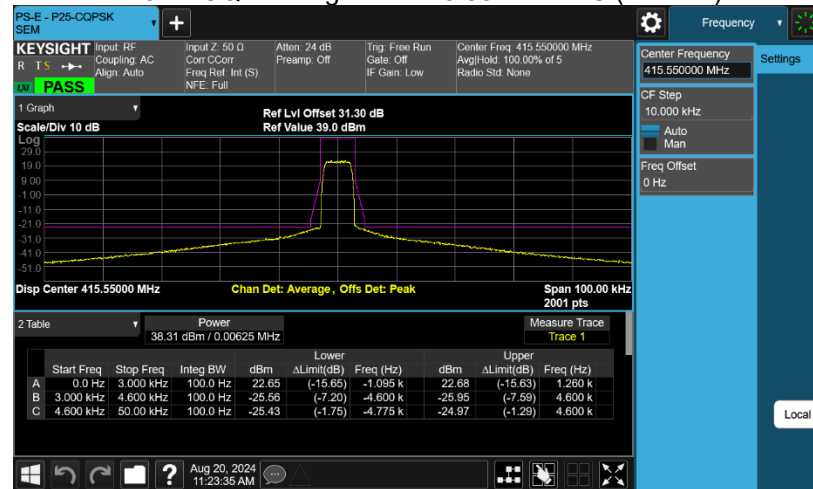 PS-E - P25-CQPSK
SEM
Frequency
KEYSIGHT
R T S
LXI PASS
Input: RF
Coupling: AC
Align: Auto
Input Z: 50 Ω
Corr CCorr
Freq Ref: Int (S)
NFE: Full
Atten: 24 dB
Preamp: Off
Trig: Free Run
Gate: Off
IF Gain: Low
Center Freq: 415.550000 MHz
Avg|Hold: 100.00% of 5
Radio Std: None
Center Frequency
415.550000 MHz
Settings
CF Step
10.000 kHz
Auto
Man
Freq Offset
0 Hz
Local
1 Graph
Scale/Div 10 dB
Ref Lvl Offset 31.30 dB
Ref Value 39.0 dBm
Log
29.0
19.0
9.00
-1.00
-11.0
-21.0
-31.0
-41.0
-51.0
Disp Center 415.55000 MHz
Chan Det: Average, Offs Det: Peak
Span 100.00 kHz
2001 pts
2 Table
Power
38.31 dBm / 0.00625 MHz
Measure Trace
Trace 1
Lower Upper
Start Freq Stop Freq Integ BW dBm ΔLimit(dB) Freq (Hz) dBm ΔLimit(dB) Freq (Hz)
A 0.0 Hz 3.000 kHz 100.0 Hz 22.65 (-15.65) -1.095 k 22.68 (-15.63) 1.260 k
B 3.000 kHz 4.600 kHz 100.0 Hz -25.56 (-7.20) -4.600 k -25.95 (-7.59) 4.600 k
C 4.600 kHz 50.00 kHz 100.0 Hz -25.43 (-1.75) -4.775 k -24.97 (-1.29) 4.600 k
Aug 20, 2024
11:23:35 AM